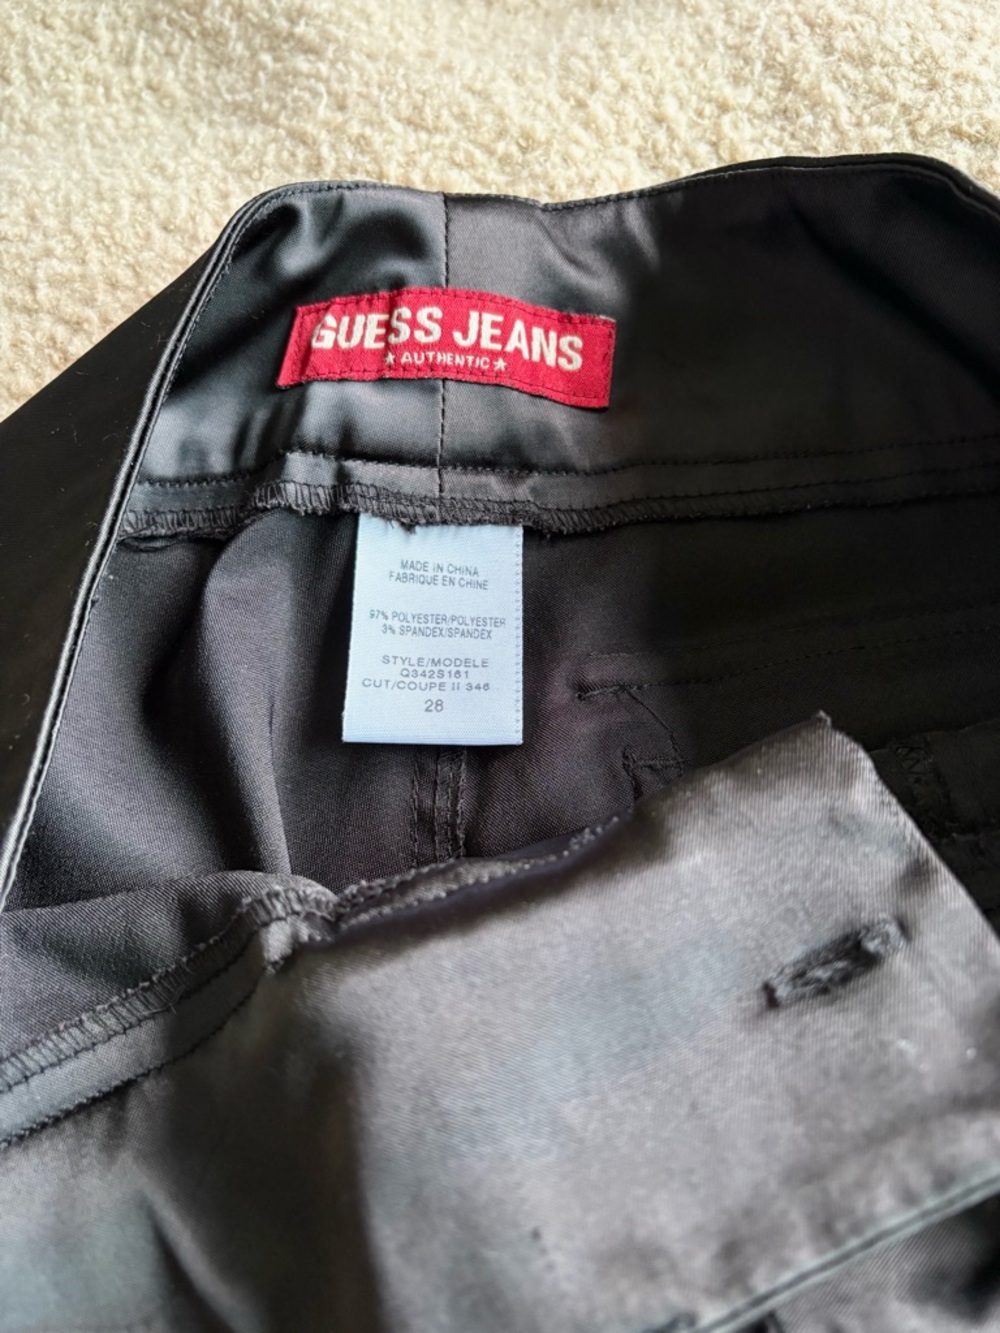 GUESS JEANS
★ AUTHENTIC ★
MADE IN CHINA
FABRIQUE EN CHINE
97% POLYESTER/POLYESTER
3% SPANDEX/SPANDEX
STYLE/MODELE
Q342S161
CUT/COUPE II 346
28